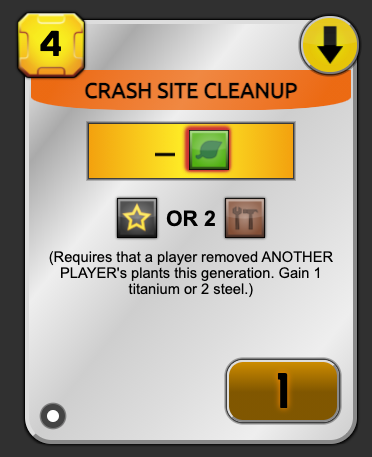 4
CRASH SITE CLEANUP
–
OR 2
(Requires that a player removed ANOTHER
PLAYER's plants this generation. Gain 1
titanium or 2 steel.)
1